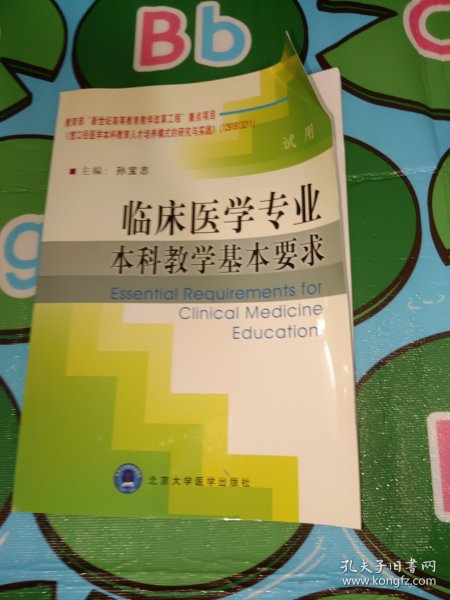 Bb
教育部“新世纪高等教育教学改革工程”重点项目
《宽口径医学本科教育人才培养模式的研究与实践》(1291B13211)
试用
■ 主编: 孙宝志
临床医学专业
本科教学基本要求
Essential Requirements for
Clinical Medicine
Education
g
北京大学医学出版社
孔夫子旧书网
www.kongfz.com